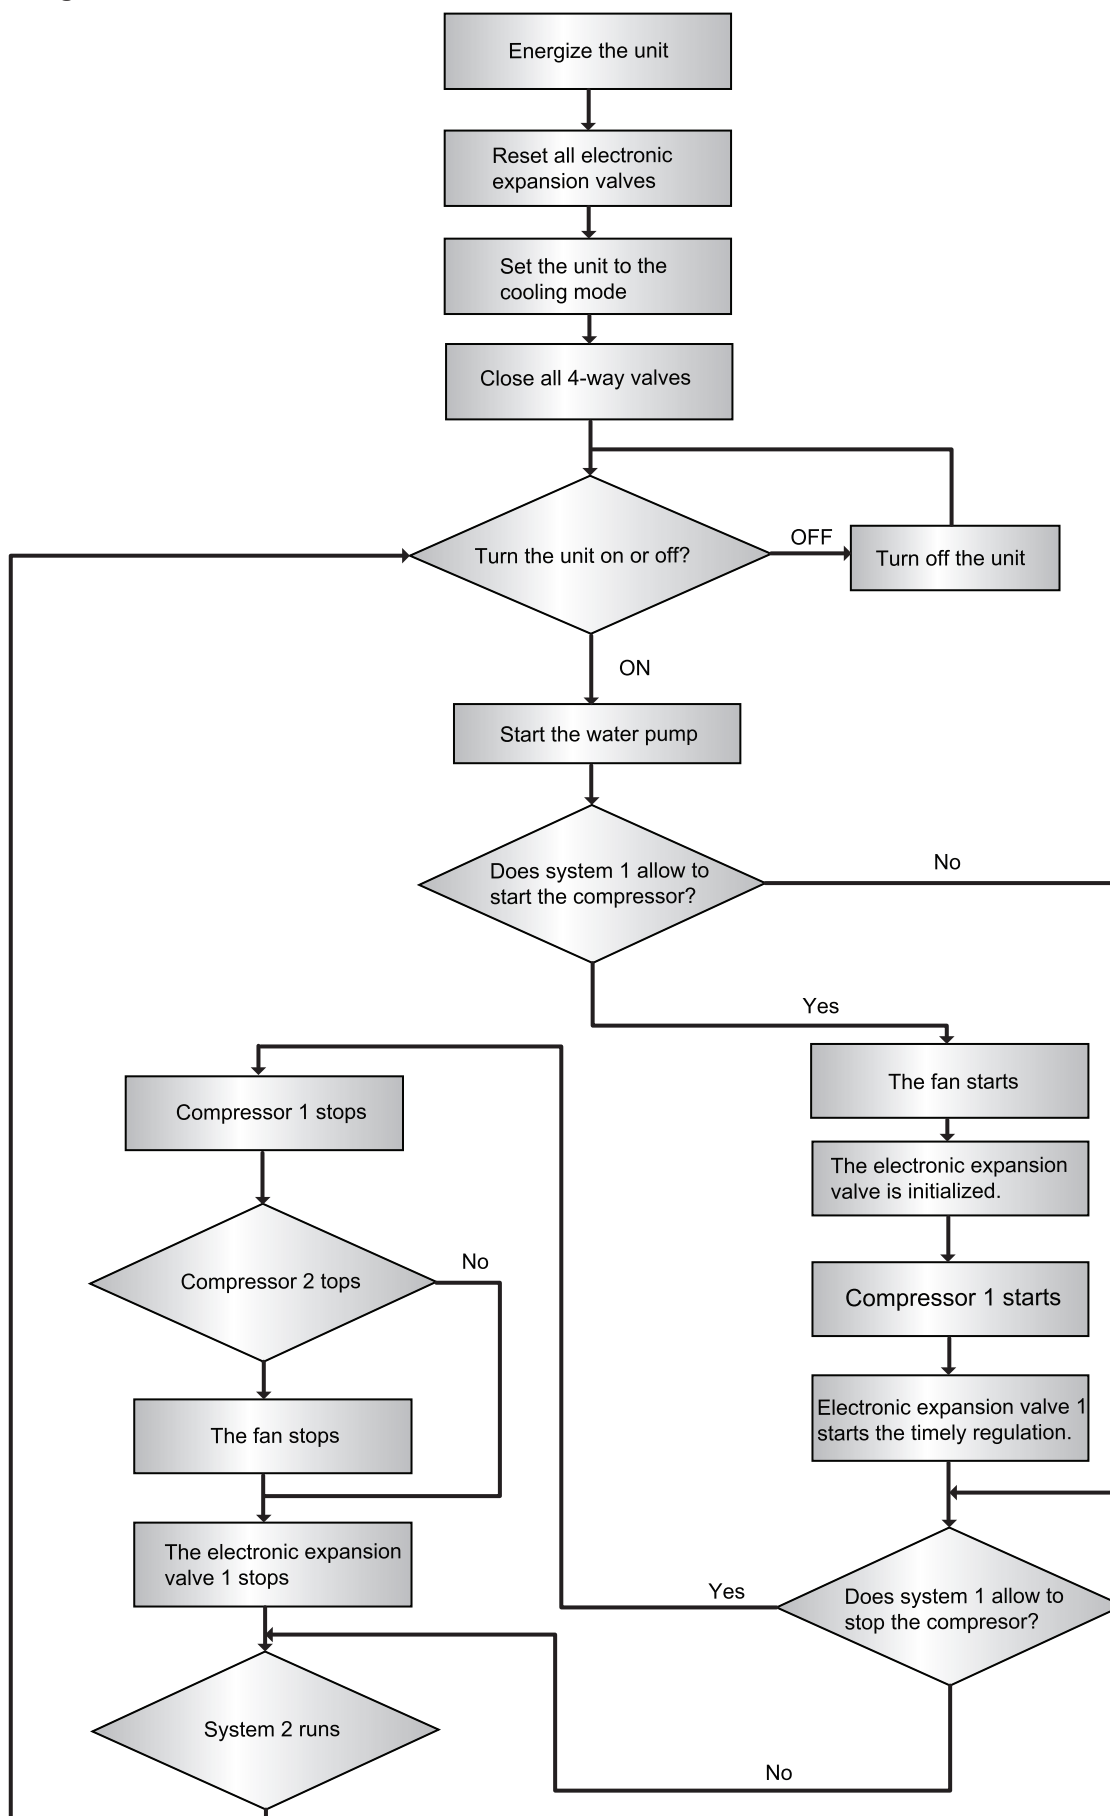 Energize the unit
Reset all electronic
expansion valves
Set the unit to the
cooling mode
Close all 4-way valves
Turn the unit on or off?
OFF
Turn off the unit
ON
Start the water pump
Does system 1 allow to
start the compressor?
No
Yes
The fan starts
The electronic expansion
valve is initialized.
Compressor 1 starts
Electronic expansion valve 1
starts the timely regulation.
Does system 1 allow to
stop the compresor?
Yes
Compressor 1 stops
Compressor 2 tops
No
The fan stops
The electronic expansion
valve 1 stops
System 2 runs
No